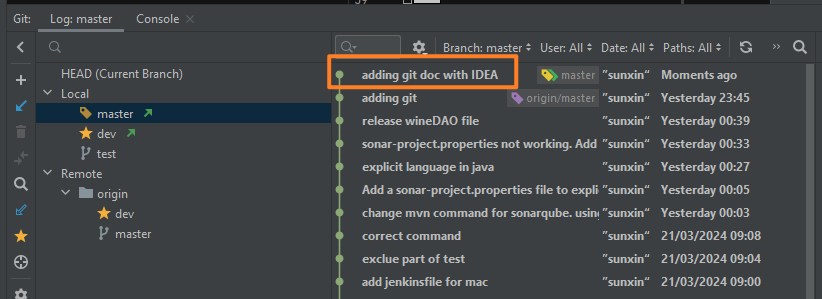 Git: Log: master Console
Branch: master User: All Date: All Paths: All
HEAD (Current Branch)
Local
master
dev
test
Remote
origin
dev
master
adding git doc with IDEA master "sunxin" Moments ago
adding git origin/master "sunxin" Yesterday 23:45
release wineDAO file "sunxin" Yesterday 00:39
sonar-project.properties not working. Add "sunxin" Yesterday 00:33
explicit language in java "sunxin" Yesterday 00:27
Add a sonar-project.properties file to explic "sunxin" Yesterday 00:05
change mvn command for sonarqube. using "sunxin" Yesterday 00:03
correct command "sunxin" 21/03/2024 09:08
exclue part of test "sunxin" 21/03/2024 09:04
add jenkinsfile for mac "sunxin" 21/03/2024 09:00